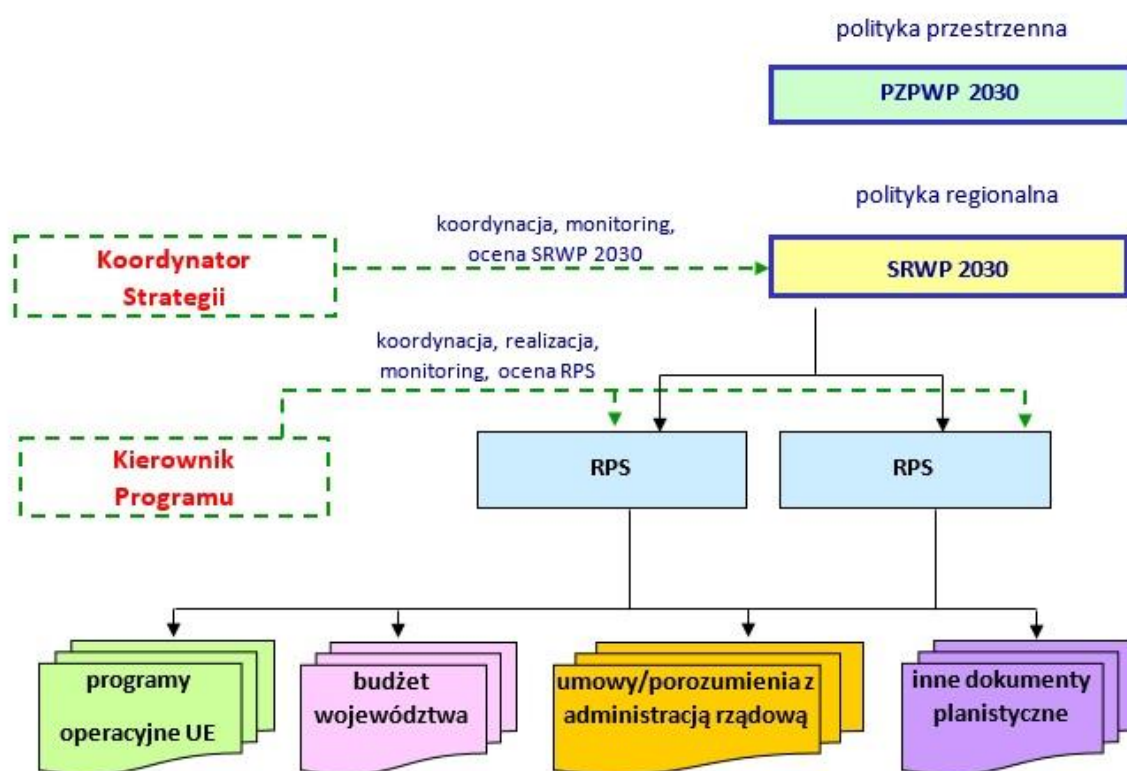 polityka przestrzenna
PZPWP 2030
polityka regionalna
koordynacja, monitoring,
ocena SRWP 2030
Koordynator
Strategii
SRWP 2030
koordynacja, realizacja,
monitoring, ocena RPS
Kierownik
Programu
RPS
RPS
programy
operacyjne UE
budżet
województwa
umowy/porozumienia z
administracją rządową
inne dokumenty
planistyczne